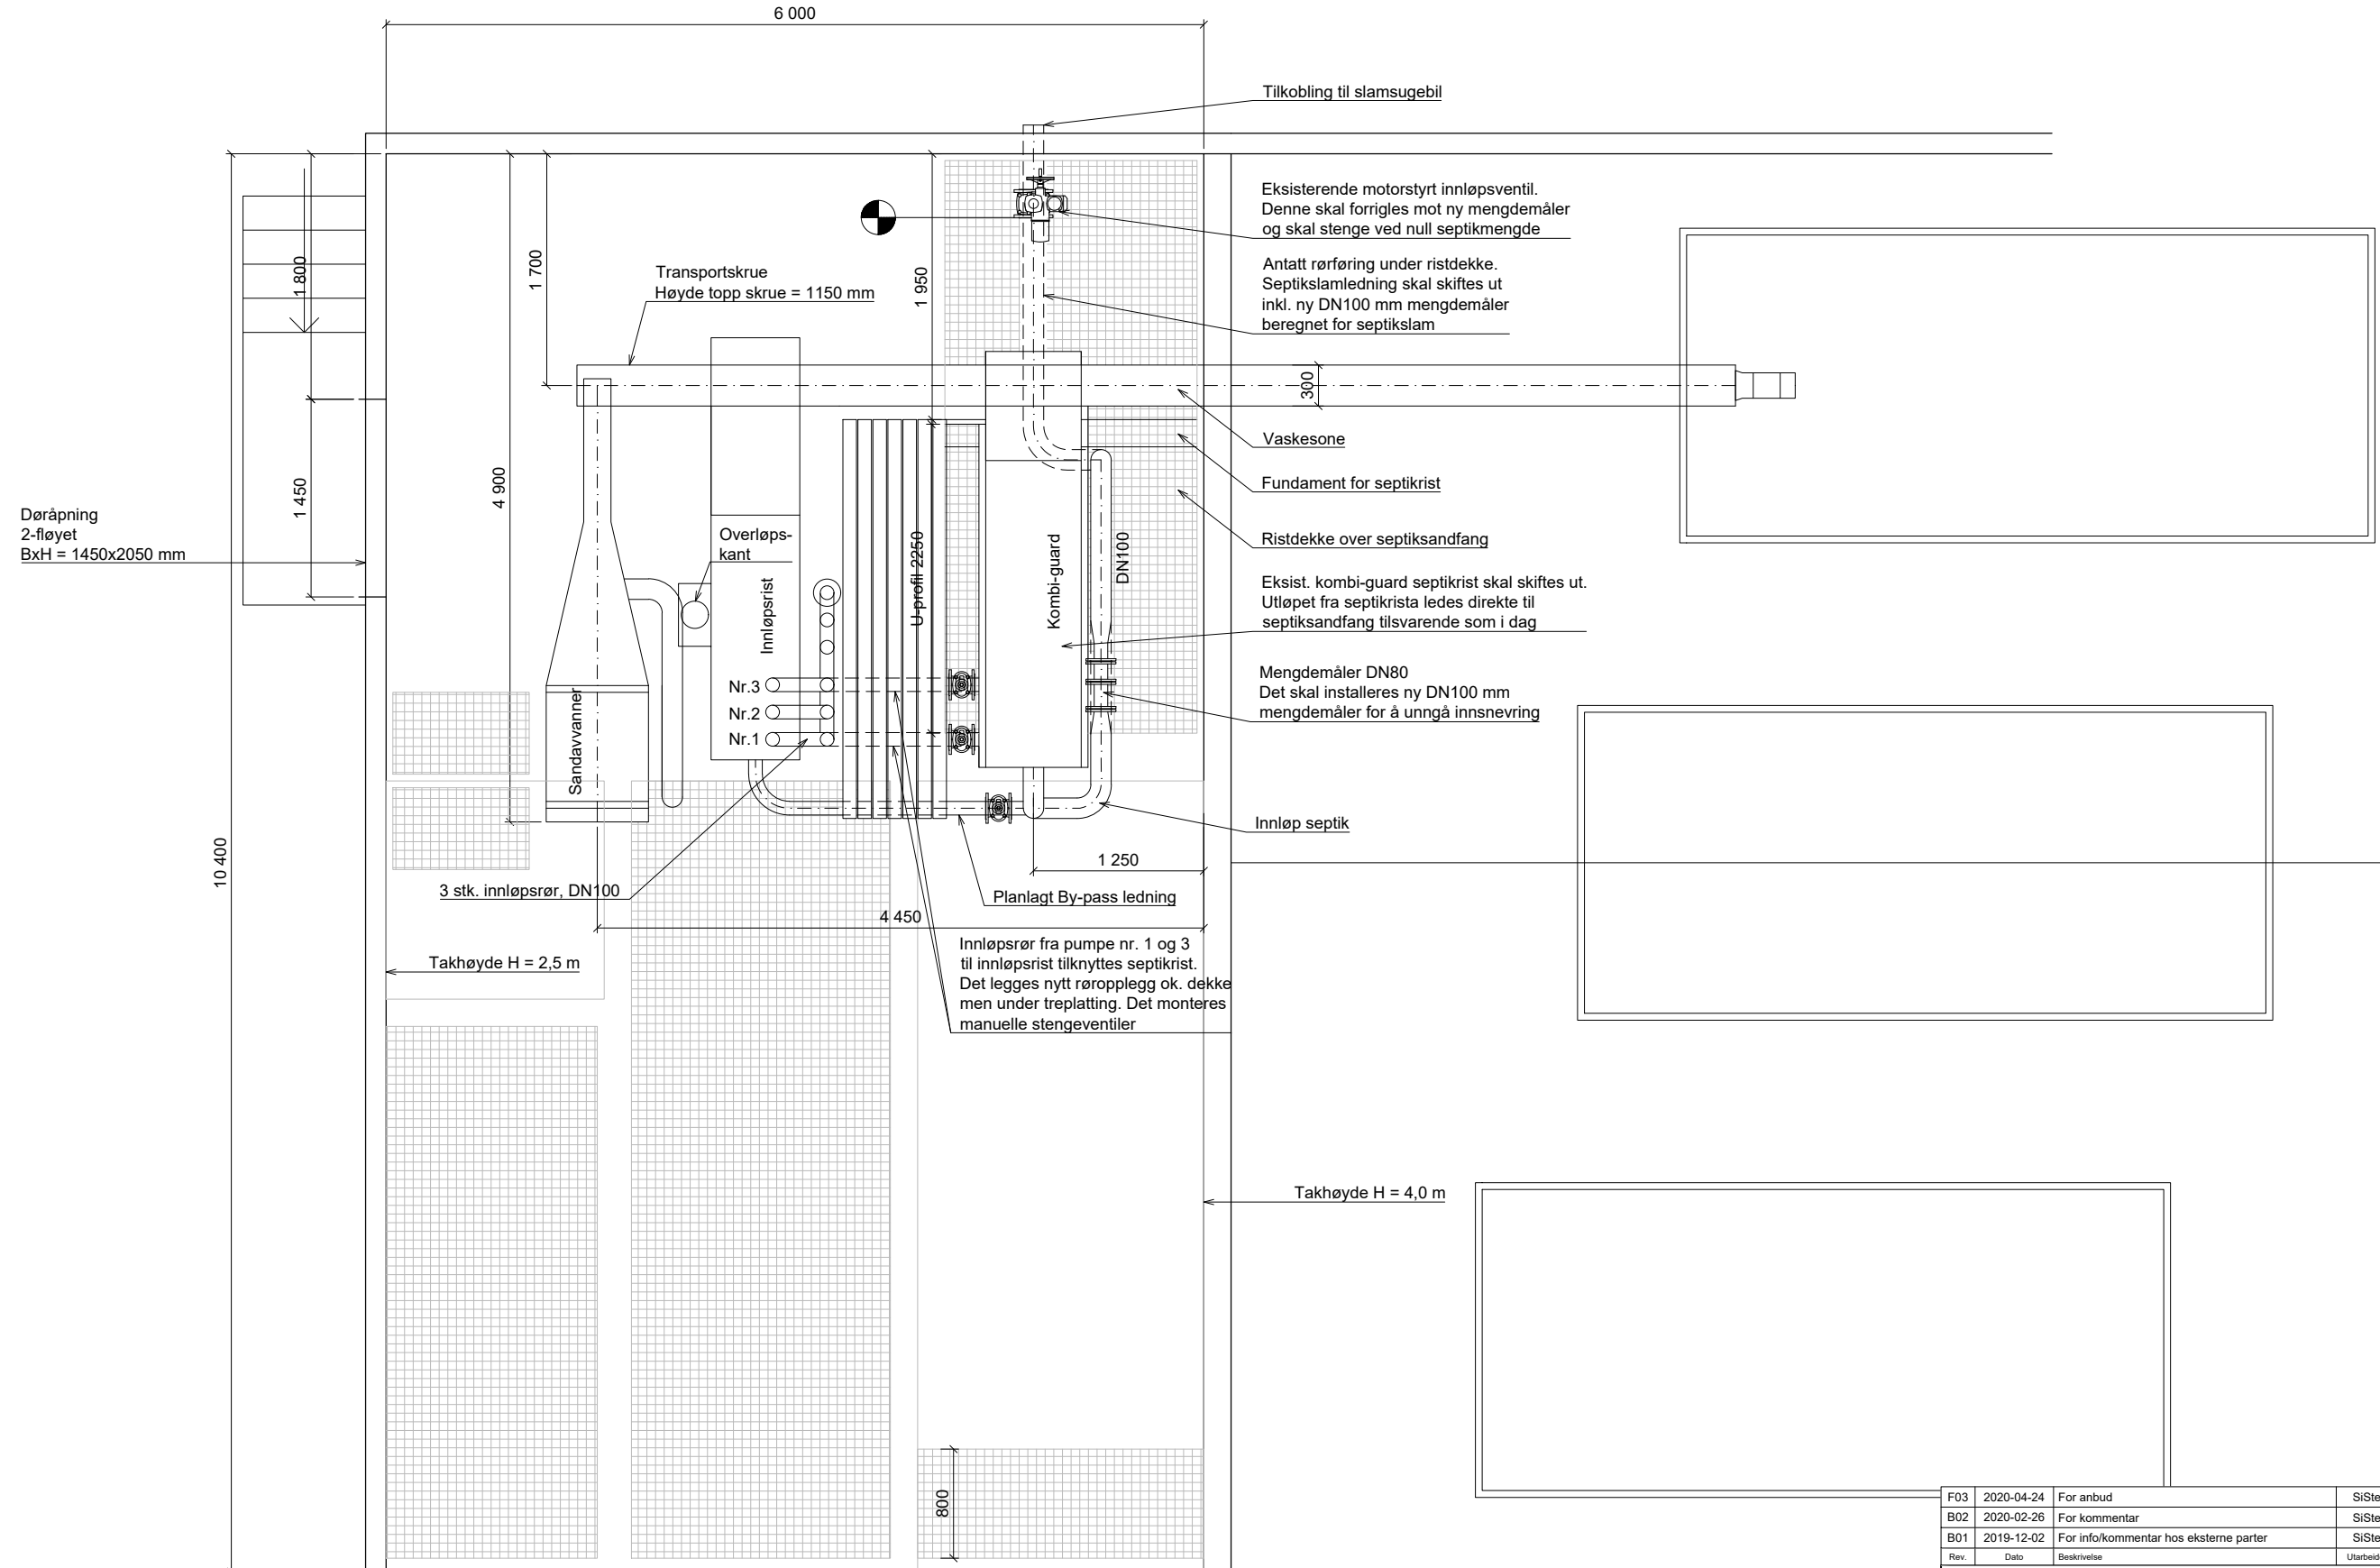 6 000
Tilkobling til slamsugebil
Eksisterende motorstyrt innløpsventil.
Denne skal forrigles mot ny mengdemåler
og skal stenge ved null septikmengde
Antatt rørføring under ristdekke.
Septikslamledning skal skiftes ut
inkl. ny DN100 mm mengdemåler
beregnet for septikslam
1 800
1 700
Transportskrue
Høyde topp skrue = 1150 mm
1 950
300
Vaskesone
Fundament for septikrist
Ristdekke over septiksandfang
1 450
4 900
Døråpning
2-fløyet
BxH = 1450x2050 mm
Overløps-
kant
Innløpsrist
U-profil 2250
Kombi-guard
DN100
Eksist. kombi-guard septikrist skal skiftes ut.
Utløpet fra septikrista ledes direkte til
septiksandfang tilsvarende som i dag
Mengdemåler DN80
Det skal installeres ny DN100 mm
mengdemåler for å unngå innsnevring
Nr.3
Nr.2
Nr.1
Sandavvanner
Innløp septik
10 400
1 250
3 stk. innløpsrør, DN100
Planlagt By-pass ledning
4 450
Innløpsrør fra pumpe nr. 1 og 3
til innløpsrist tilknyttes septikrist.
Det legges nytt røropplegg ok. dekke
men under treplatting. Det monteres
manuelle stengeventiler
Takhøyde H = 2,5 m
Takhøyde H = 4,0 m
800
F03 2020-04-24 For anbud SiSte
B02 2020-02-26 For kommentar SiSte
B01 2019-12-02 For info/kommentar hos eksterne parter SiSte
Rev. Dato Beskrivelse Utarbeid